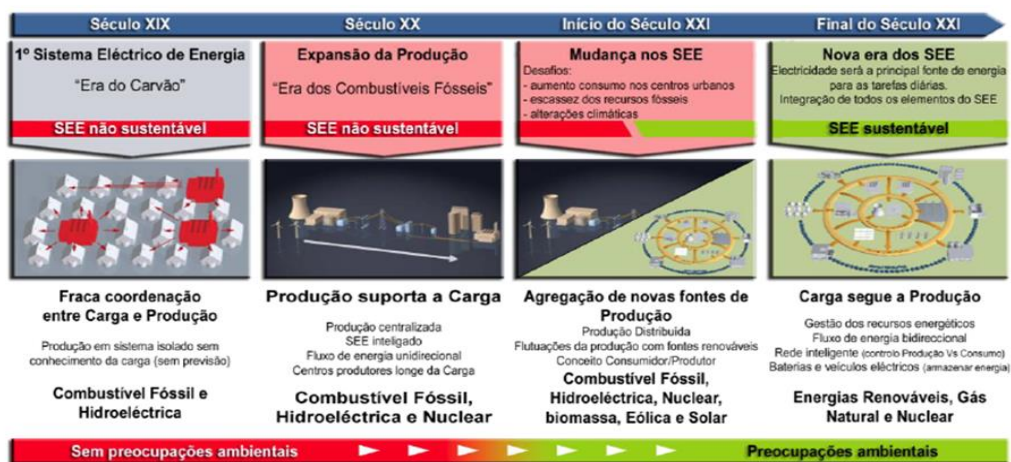 Século XIX
Século XX
Início do Século XXI
Final do Século XXI
1º Sistema Eléctrico de Energia
"Era do Carvão"
SEE não sustentável
Expansão da Produção
"Era dos Combustíveis Fósseis"
SEE não sustentável
Mudança nos SEE
Desafios:
- aumento consumo nos centros urbanos
- escassez dos recursos fósseis
- alterações climáticas
Nova era dos SEE
Electricidade será a principal fonte de energia
para as tarefas diárias.
Integração de todos os elementos do SEE
SEE sustentável
Fraca coordenação
entre Carga e Produção
Produção em sistema isolado sem
conhecimento da carga (sem previsão)
Combustível Fóssil e
Hidroeléctrica
Produção suporta a Carga
Produção centralizada
SEE inteligado
Fluxo de energia unidirecional
Centros produtores longe da Carga
Combustível Fóssil,
Hidroeléctrica e Nuclear
Agregação de novas fontes de
Produção
Produção Distribuida
Flutuações da produção com fontes renováveis
Conceito Consumidor/Produtor
Combustível Fóssil,
Hidroeléctrica, Nuclear,
biomassa, Eólica e Solar
Carga segue a Produção
Gestão dos recursos energéticos
Fluxo de energia bidireccional
Rede inteligente (controlo Produção Vs Consumo)
Baterias e veículos eléctricos (armazenar energia)
Energias Renováveis, Gás
Natural e Nuclear
Sem preocupações ambientais
Preocupações ambientais